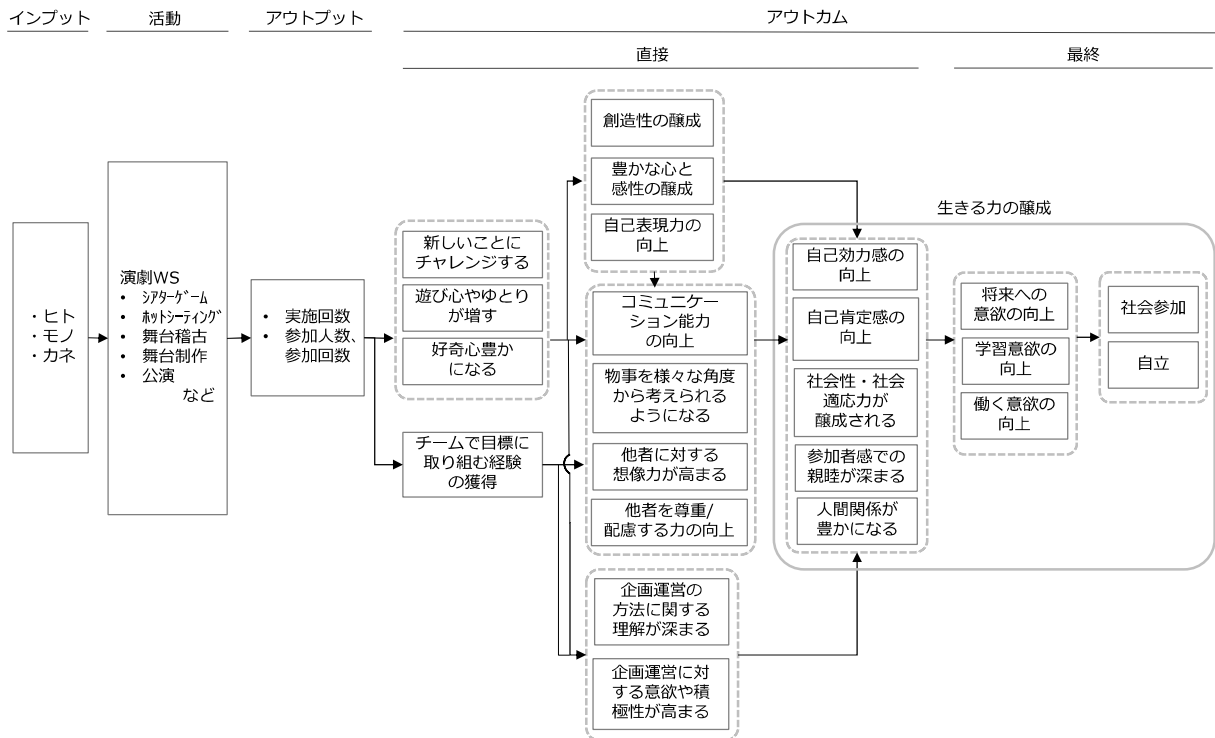 インプット
活動
アウトプット
アウトカム
直接
最終
・ヒト
・モノ
・カネ
演劇WS
• シアターゲーム
• ホットシーティング
• 舞台稽古
• 舞台制作
• 公演
など
• 実施回数
• 参加人数、
参加回数
新しいことに
チャレンジする
遊び心やゆとり
が増す
好奇心豊か
になる
チームで目標に
取り組む経験
の獲得
創造性の醸成
豊かな心と
感性の醸成
自己表現力の
向上
コミュニケー
ション能力
の向上
物事を様々な角度
から考えられる
ようになる
他者に対する
想像力が高まる
他者を尊重/
配慮する力の向上
企画運営の
方法に関する
理解が深まる
企画運営に対
する意欲や積
極性が高まる
生きる力の醸成
自己効力感の
向上
自己肯定感の
向上
社会性・社会
適応力が
醸成される
参加者感での
親睦が深まる
人間関係が
豊かになる
将来への
意欲の向上
学習意欲の
向上
働く意欲の
向上
社会参加
自立